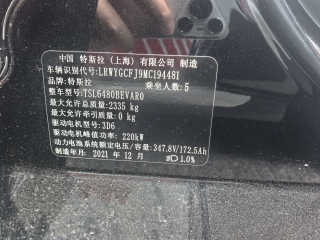 中国 特斯拉（上海）有限公司 制造
车辆识别代号:LRWYGCFJ9MC194481
品牌:特斯拉 乘坐人数:5
整车型号:TSL6480BEVAR0
最大允许总质量:2335 kg
最大允许牵引质量:0 kg
驱动电机型号:3D6
驱动电机峰值功率:220kW
动力电池系统额定电压/容量:347.8V/172.5Ah
制造年月:2021 年 12 月 1.0%